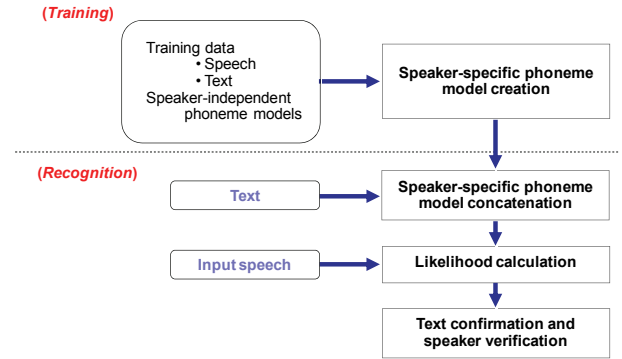 (Training)
Training data
• Speech
• Text
Speaker-independent
phoneme models
Speaker-specific phoneme
model creation
(Recognition)
Text
Speaker-specific phoneme
model concatenation
Input speech
Likelihood calculation
Text confirmation and
speaker verification